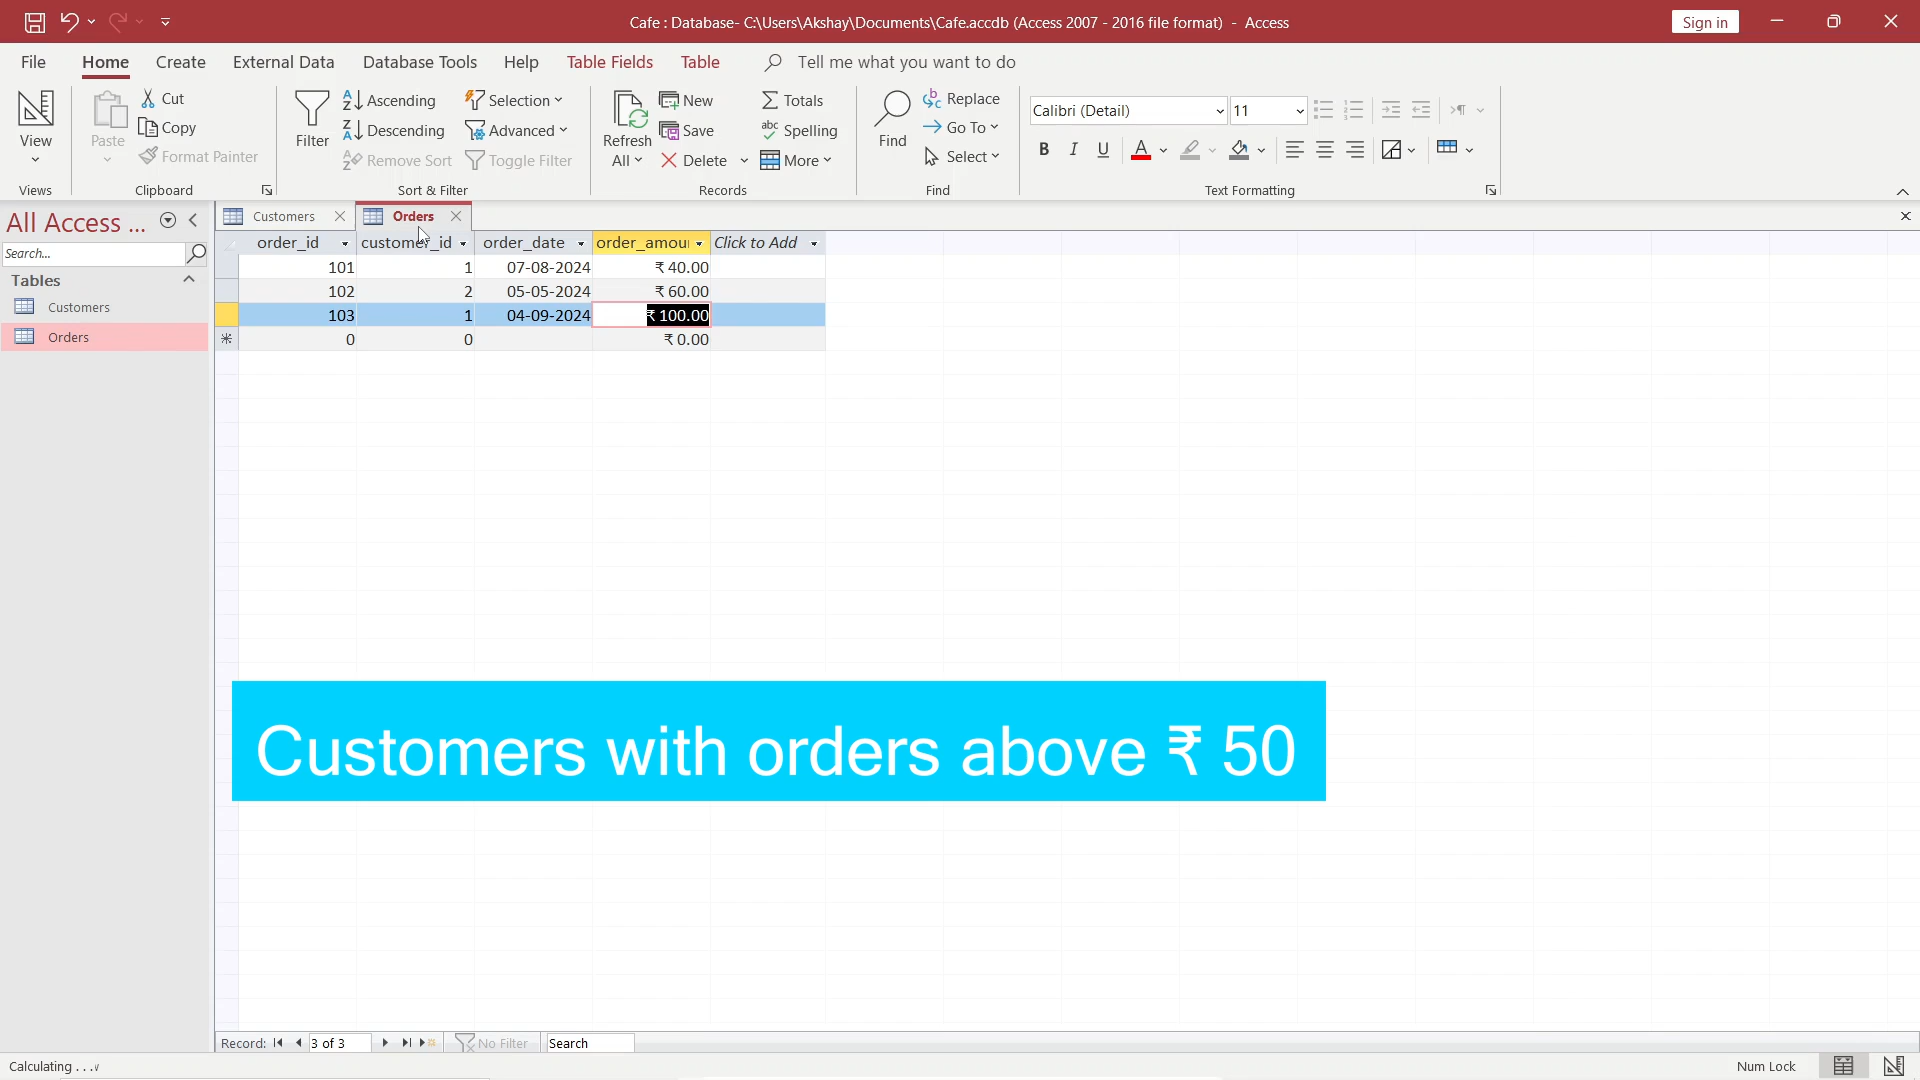 Cafe : Database- C:\Users\Akshay\Documents\Cafe.accdb (Access 2007 - 2016 file format) - Access
Sign in
File Home Create External Data Database Tools Help Table Fields Table Tell me what you want to do
View
Views
Paste
Cut
Copy
Format Painter
Clipboard
Filter
Ascending
Descending
Remove Sort
Selection
Advanced
Toggle Filter
Sort & Filter
Refresh
All
New
Save
Delete
Totals
Spelling
More
Records
Find
Replace
Go To
Select
Find
Calibri (Detail) 11
B I U A
Text Formatting
All Access ...
Search...
Tables
Customers
Orders
Customers Orders
order_id customer_id order_date order_amou Click to Add
101 1 07-08-2024 ₹ 40.00
102 2 05-05-2024 ₹ 60.00
103 1 04-09-2024 ₹ 100.00
0 0 ₹ 0.00
Customers with orders above ₹ 50
Record: 3 of 3 No Filter Search
Calculating . . .
Num Lock